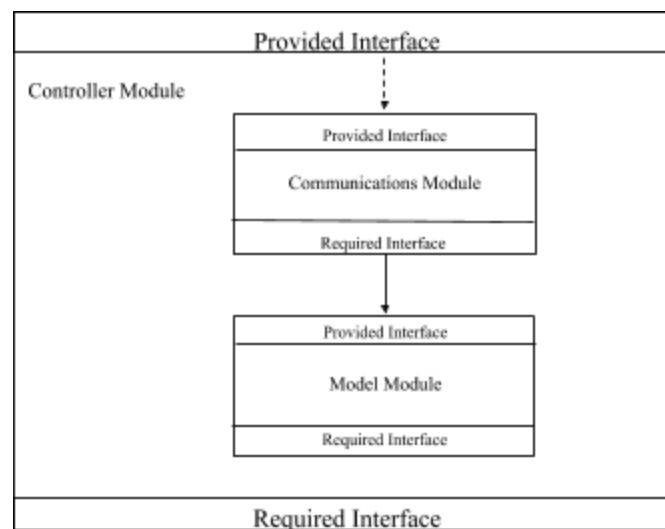 Provided Interface
Controller Module
Provided Interface
Communications Module
Required Interface
Provided Interface
Model Module
Required Interface
Required Interface